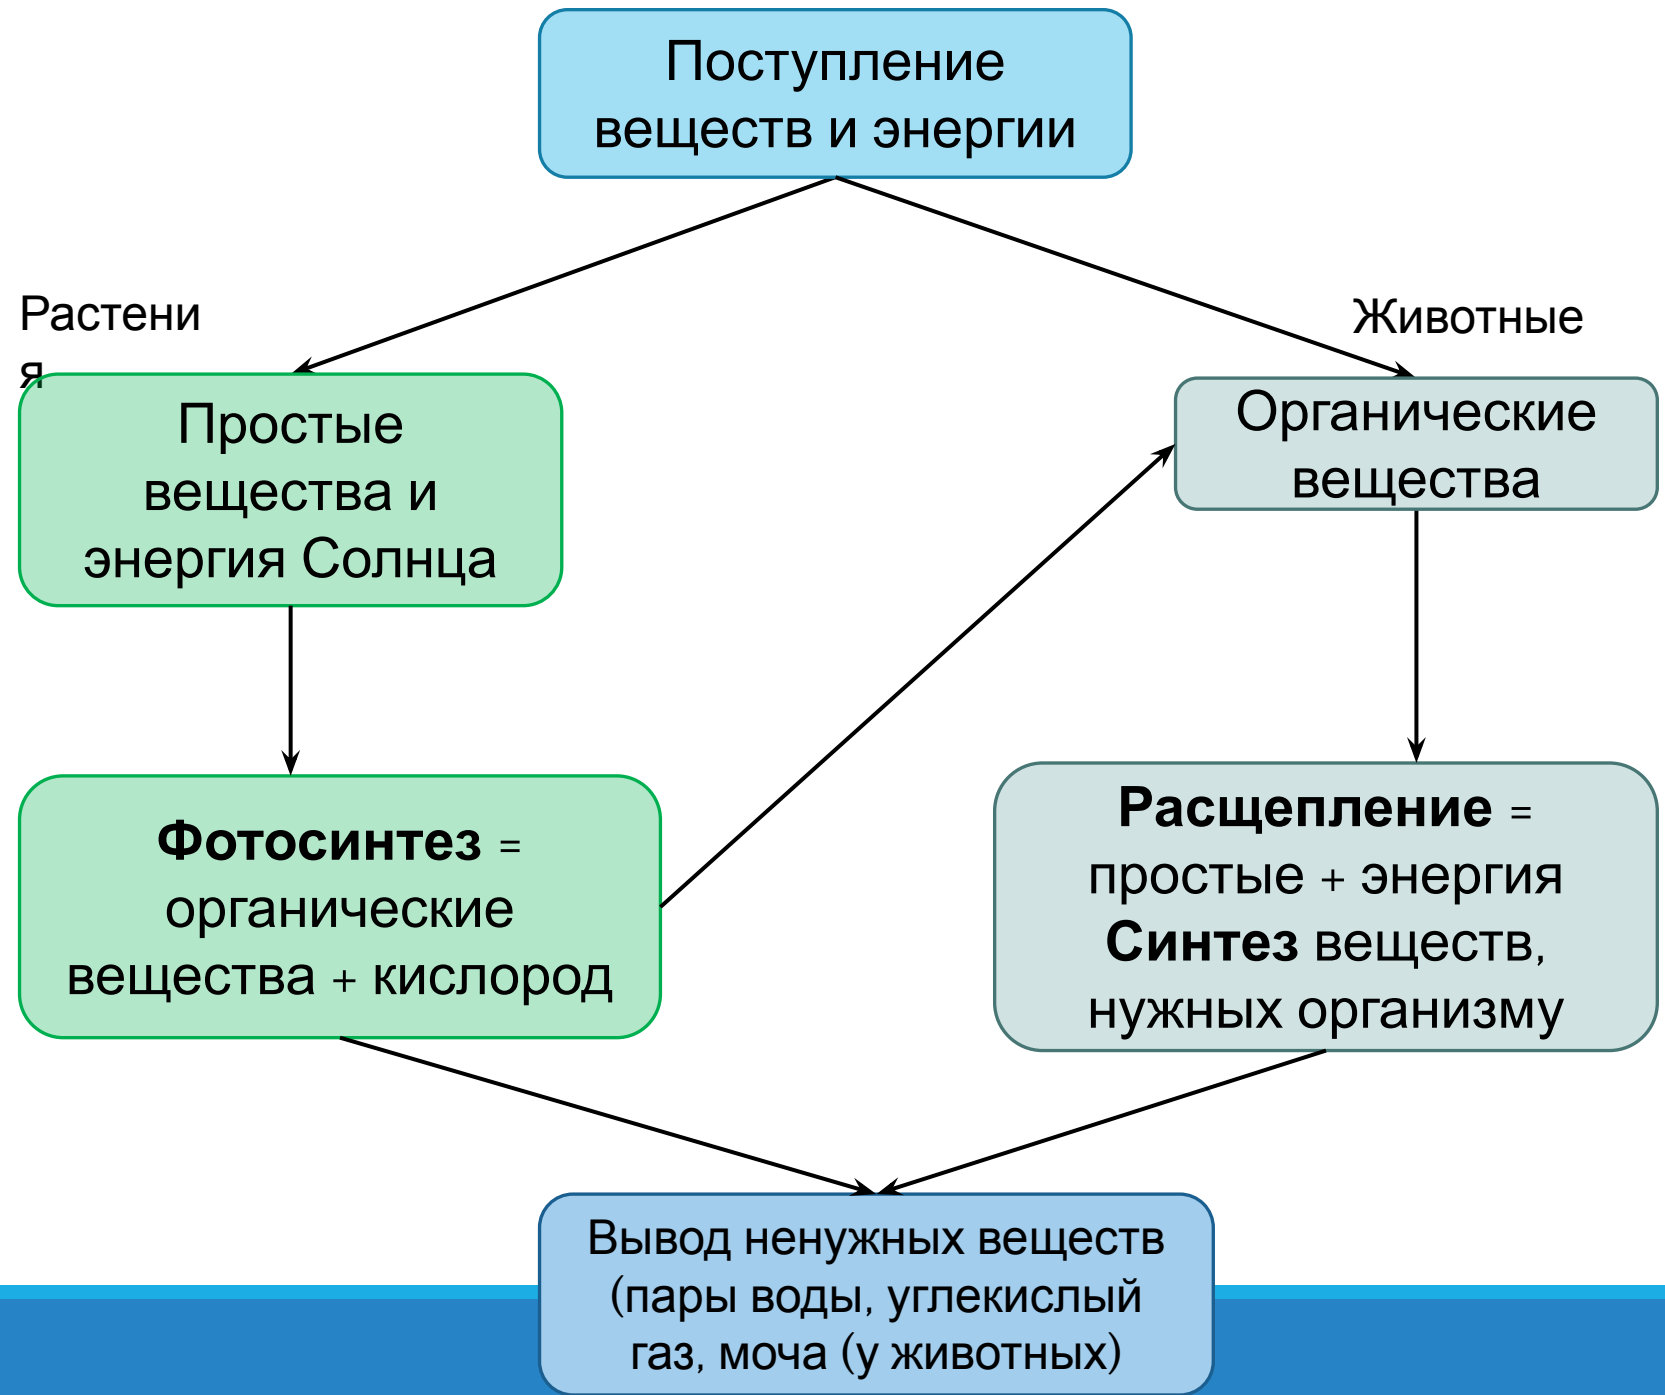 Поступление
веществ и энергии
Растени
я
Животные
Простые
вещества и
энергия Солнца
Органические
вещества
Фотосинтез =
органические
вещества + кислород
Расщепление =
простые + энергия
Синтез веществ,
нужных организму
Вывод ненужных веществ
(пары воды, углекислый
газ, моча (у животных)